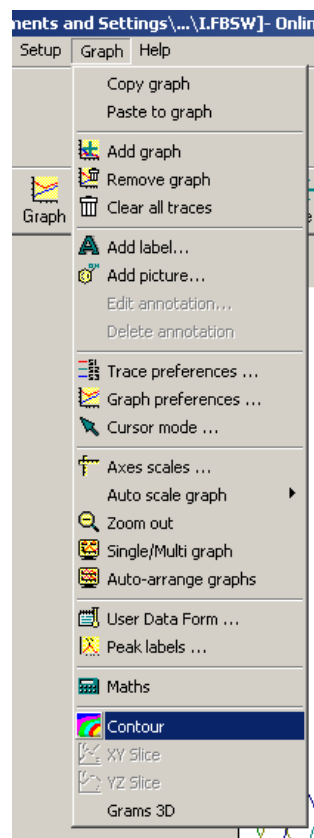 ments and Settings\...\I.FBSW]- Onlin
Setup Graph Help
Copy graph
Paste to graph
Add graph
Remove graph
Graph
Clear all traces
Add label...
Add picture...
Edit annotation...
Delete annotation
Trace preferences ...
Graph preferences ...
Cursor mode ...
Axes scales ...
Auto scale graph
Zoom out
Single/Multi graph
Auto-arrange graphs
User Data Form ...
Peak labels ...
Maths
Contour
XY Slice
YZ Slice
Grams 3D